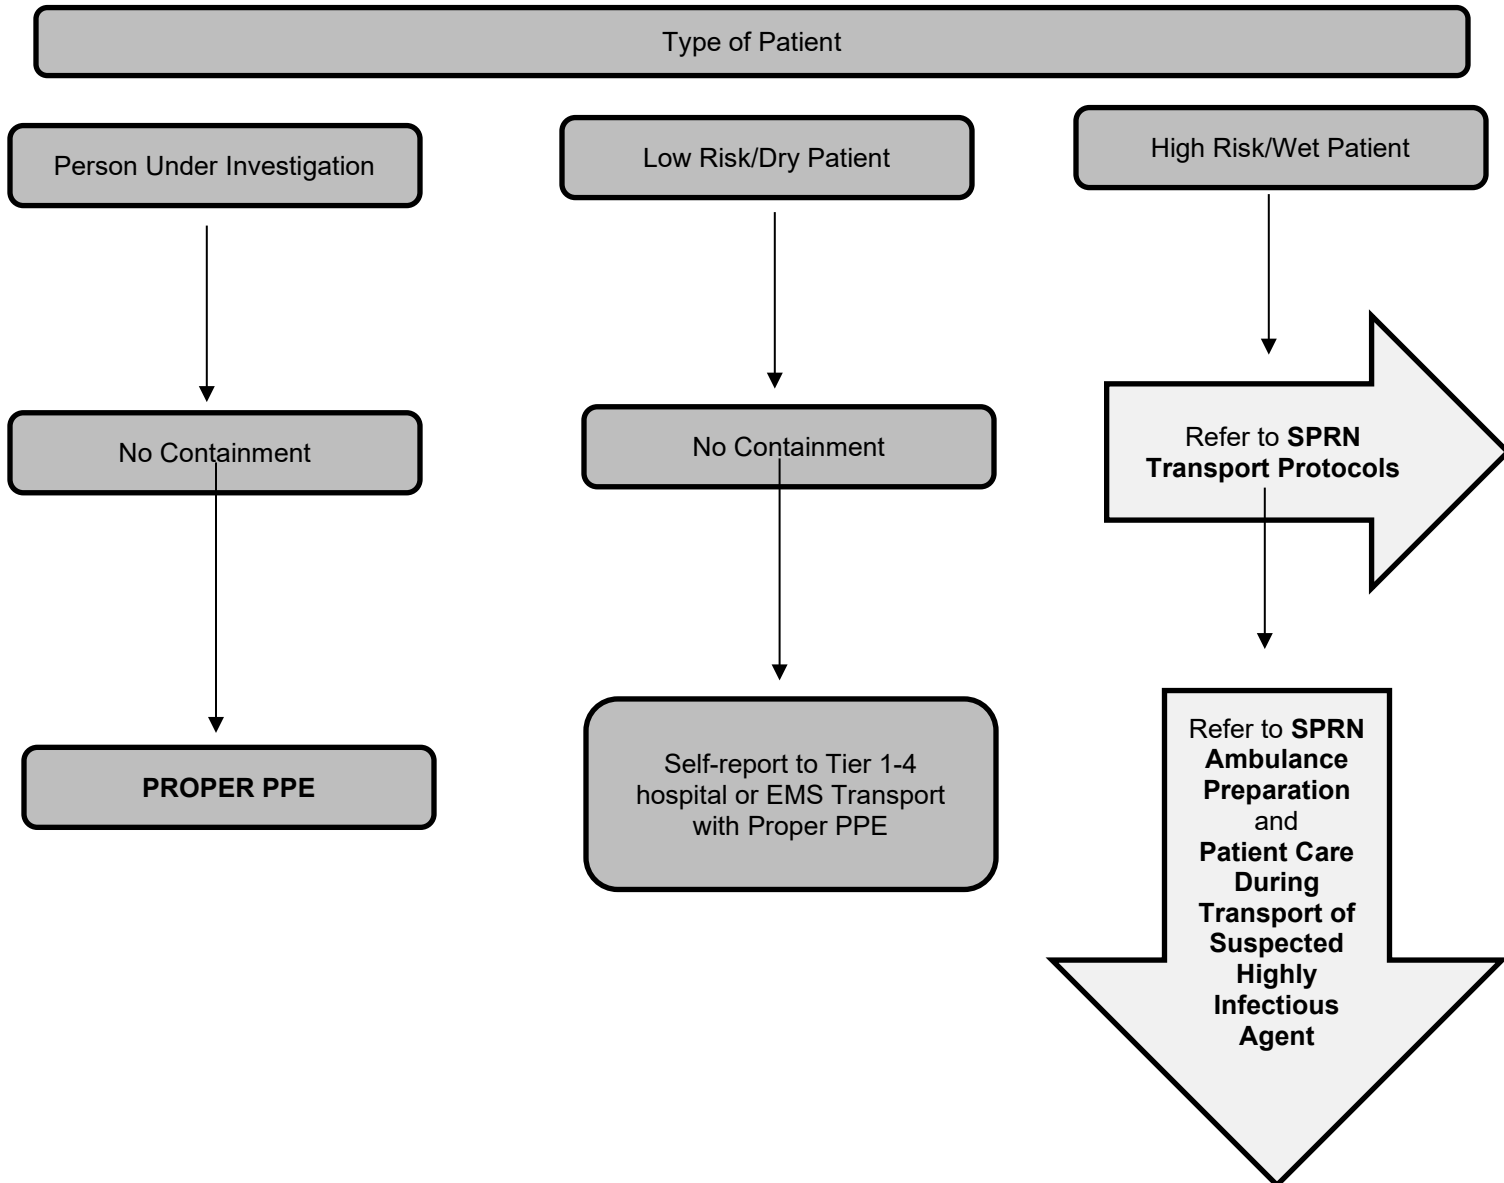 Type of Patient
Person Under Investigation
Low Risk/Dry Patient
High Risk/Wet Patient
No Containment
No Containment
Refer to SPRN
Transport Protocols
PROPER PPE
Self-report to Tier 1-4
hospital or EMS Transport
with Proper PPE
Refer to SPRN
Ambulance
Preparation
and
Patient Care
During
Transport of
Suspected
Highly
Infectious
Agent